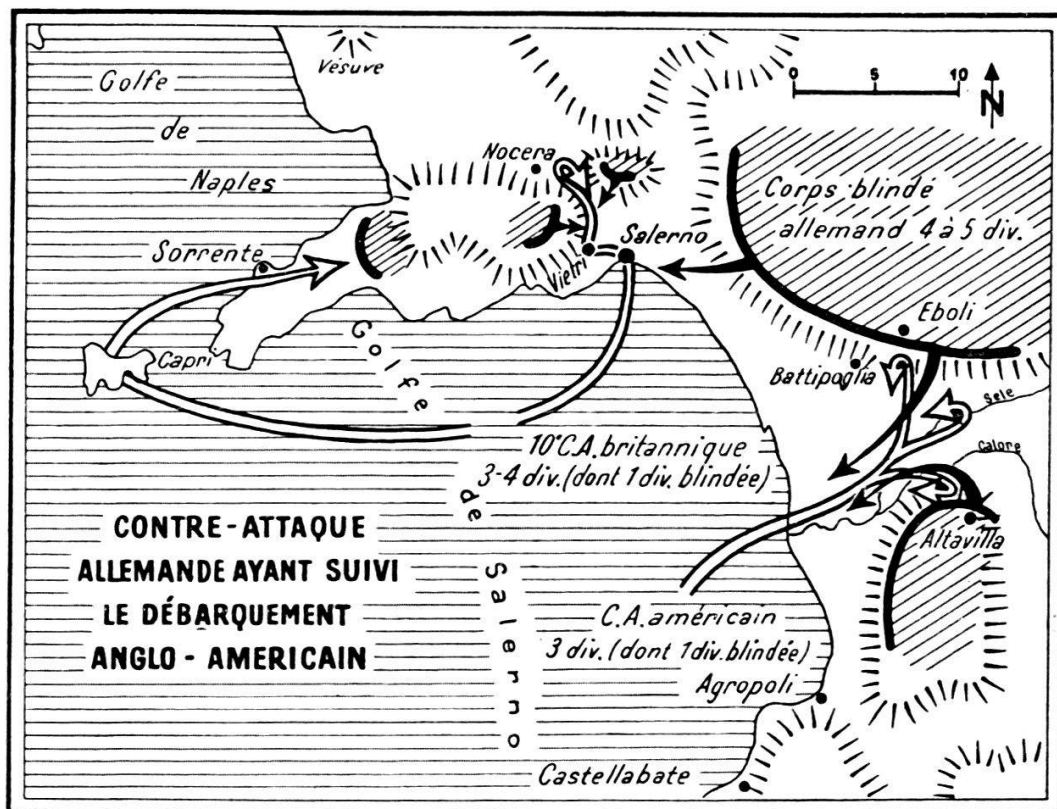 Golfe
de
Naples
Vésuve
0 5 10
N
Nocera
Corps blindé
allemand 4 à 5 div.
Sorrente
Salerno
Vietri
Eboli
Capri
Battipoglia
Sele
Calore
Golfe
de
Salerno
10e C.A. britannique
3-4 div. (dont 1 div. blindée)
Altavilla
CONTRE-ATTAQUE
ALLEMANDE AYANT SUIVI
LE DÉBARQUEMENT
ANGLO-AMERICAIN
C.A. américain
3 div. (dont 1 div. blindée)
Agropoli
Castellabate